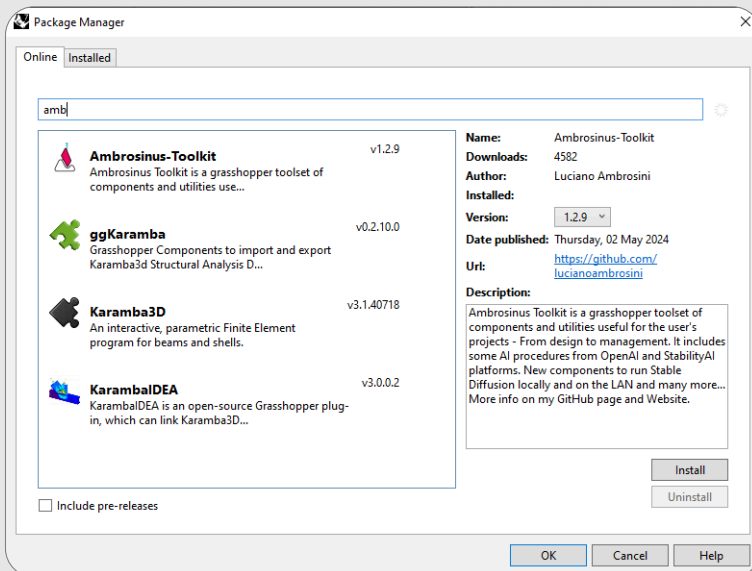 Package Manager
Online
Installed
amb
Ambrosinus-Toolkit
v1.2.9
Ambrosinus Toolkit is a grasshopper toolset of
components and utilities use...
ggKaramba
v0.2.10.0
Grasshopper Components to import and export
Karamba3d Structural Analysis D...
Karamba3D
v3.1.40718
An interactive, parametric Finite Element
program for beams and shells.
KarambaIDEA
v3.0.0.2
KarambaIDEA is an open-source Grasshopper plug-
in, which can link Karamba3D...
Include pre-releases
Name: Ambrosinus-Toolkit
Downloads: 4582
Author: Luciano Ambrosini
Installed:
Version: 1.2.9
Date published: Thursday, 02 May 2024
Url: https://github.com/
lucianoambrosini
Description:
Ambrosinus Toolkit is a grasshopper toolset of
components and utilities useful for the user's
projects - From design to management. It includes
some AI procedures from OpenAI and StabilityAI
platforms. New components to run Stable
Diffusion locally and on the LAN and many more...
More info on my GitHub page and Website.
Install
Uninstall
OK
Cancel
Help